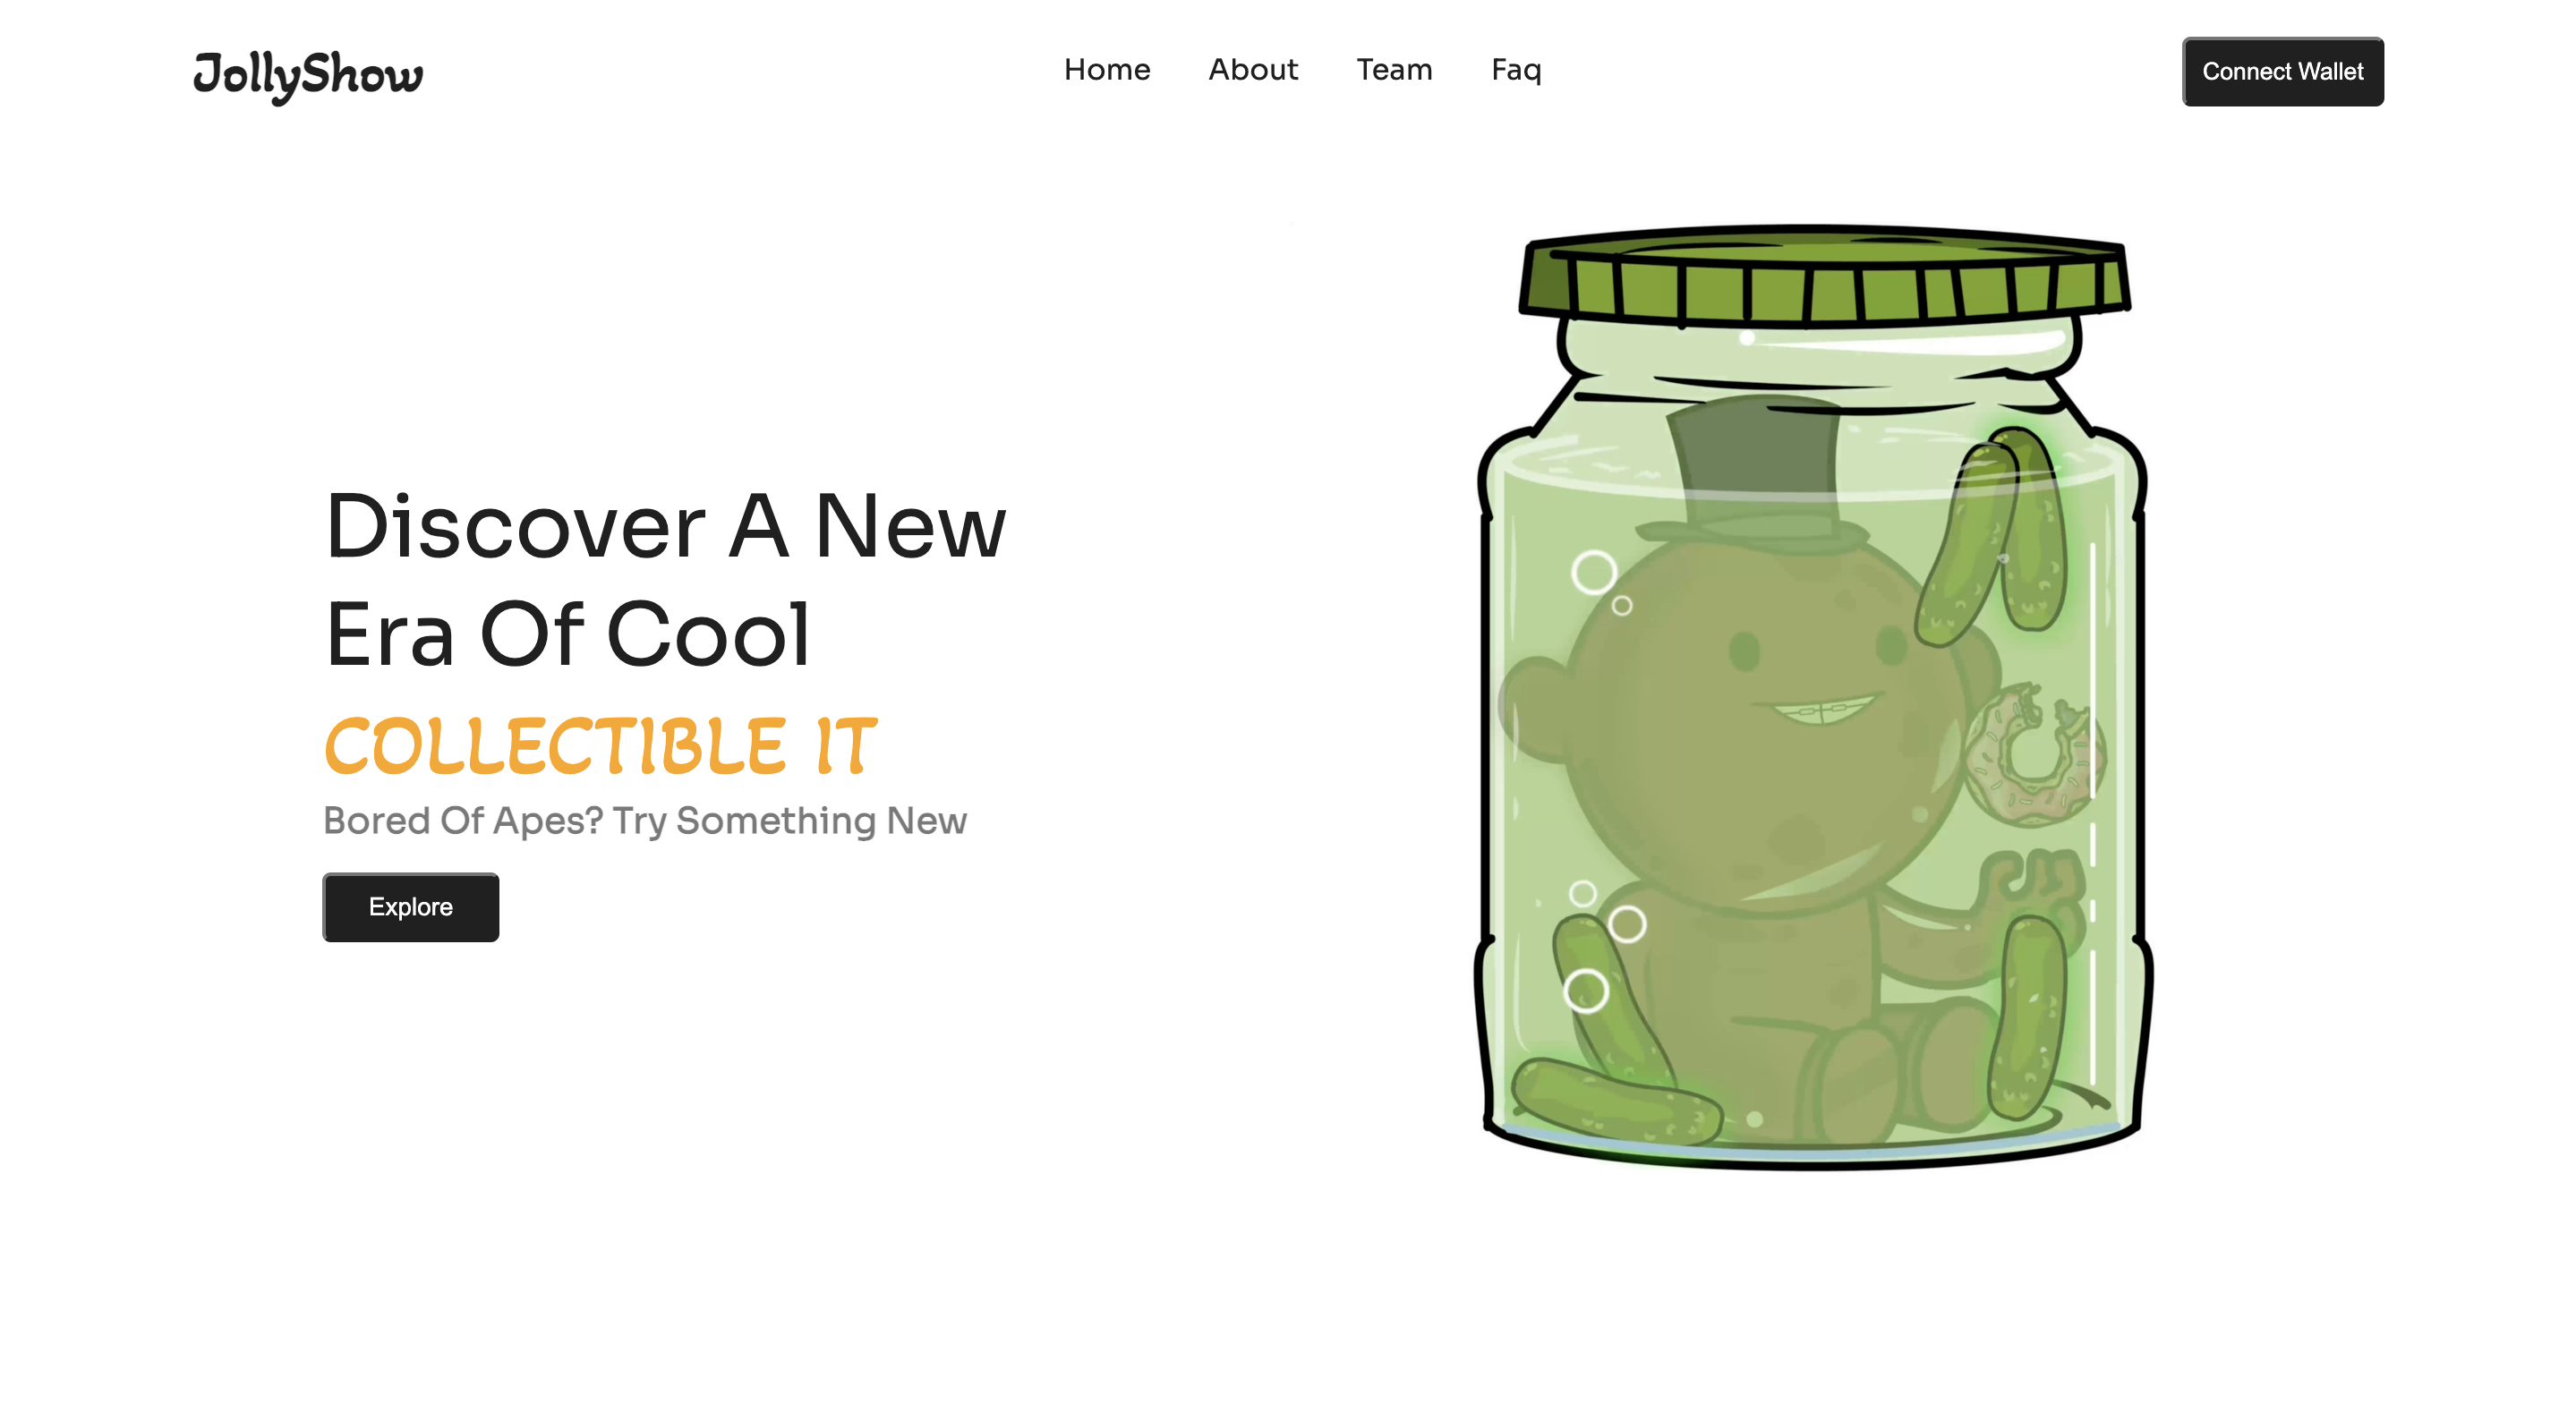 JollyShow
Home About Team Faq
Connect Wallet
Discover A New
Era Of Cool
COLLECTIBLE IT
Bored Of Apes? Try Something New
Explore